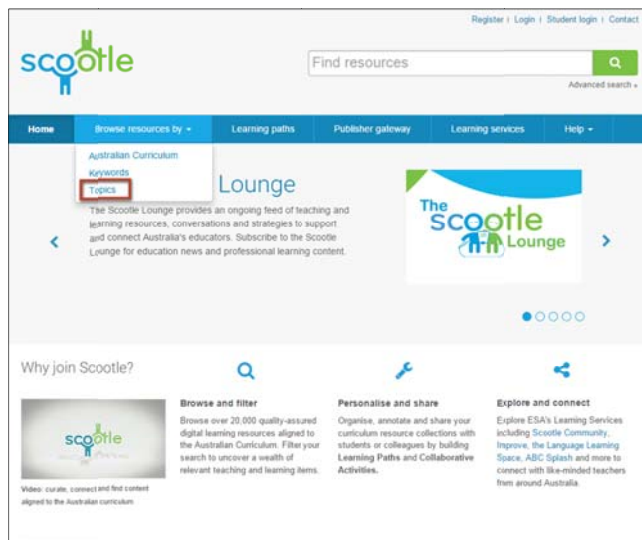 Register | Login | Student login | Contact
scootle
Find resources
Advanced search »
Home Browse resources by Learning paths Publisher gateway Learning services Help
Australian Curriculum
Keywords
Topics
Lounge
The Scootle Lounge provides an ongoing feed of teaching and
learning resources, conversations and strategies to support
and connect Australia's educators. Subscribe to the Scootle
Lounge for education news and professional learning content.
The
scootle
Lounge
Why join Scootle?
scootle
Video: curate, connect and find content
aligned to the Australian curriculum
Browse and filter
Browse over 20,000 quality-assured
digital learning resources aligned to
the Australian Curriculum. Filter your
search to uncover a wealth of
relevant teaching and learning items.
Personalise and share
Organise, annotate and share your
curriculum resource collections with
students or colleagues by building
Learning Paths and Collaborative
Activities.
Explore and connect
Explore ESA's Learning Services
including Scootle Community,
Improve, the Language Learning
Space, ABC Splash and more to
connect with like-minded teachers
from around Australia.